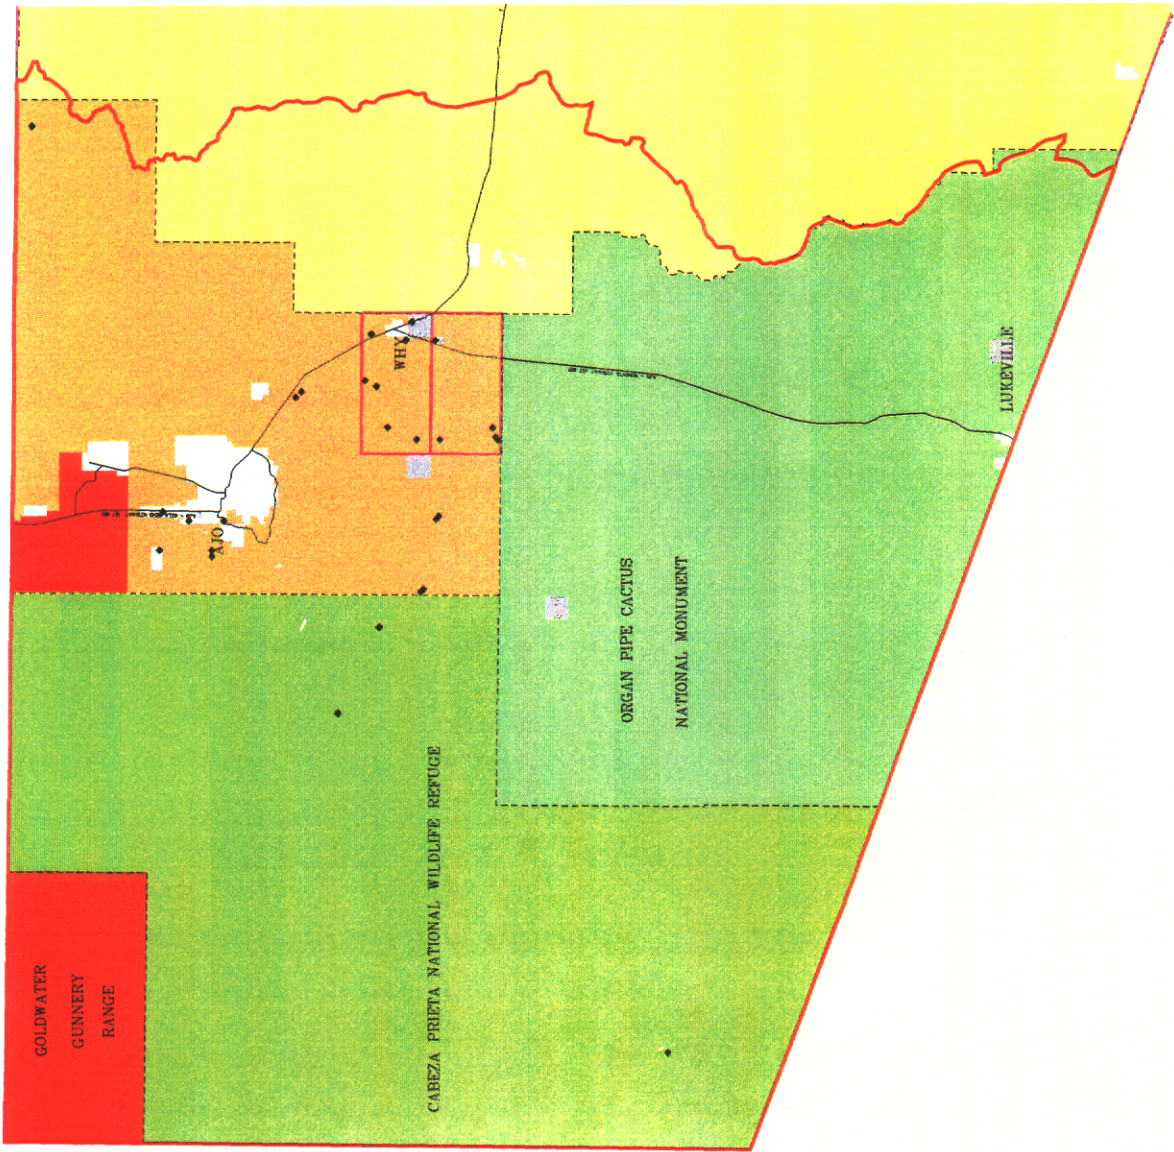 GOLDWATER
GUNNERY
RANGE
CABEZA PRIETA NATIONAL WILDLIFE REFUGE
ORGAN PIPE CACTUS
NATIONAL MONUMENT
AJO
WHY
LUKEVILLE